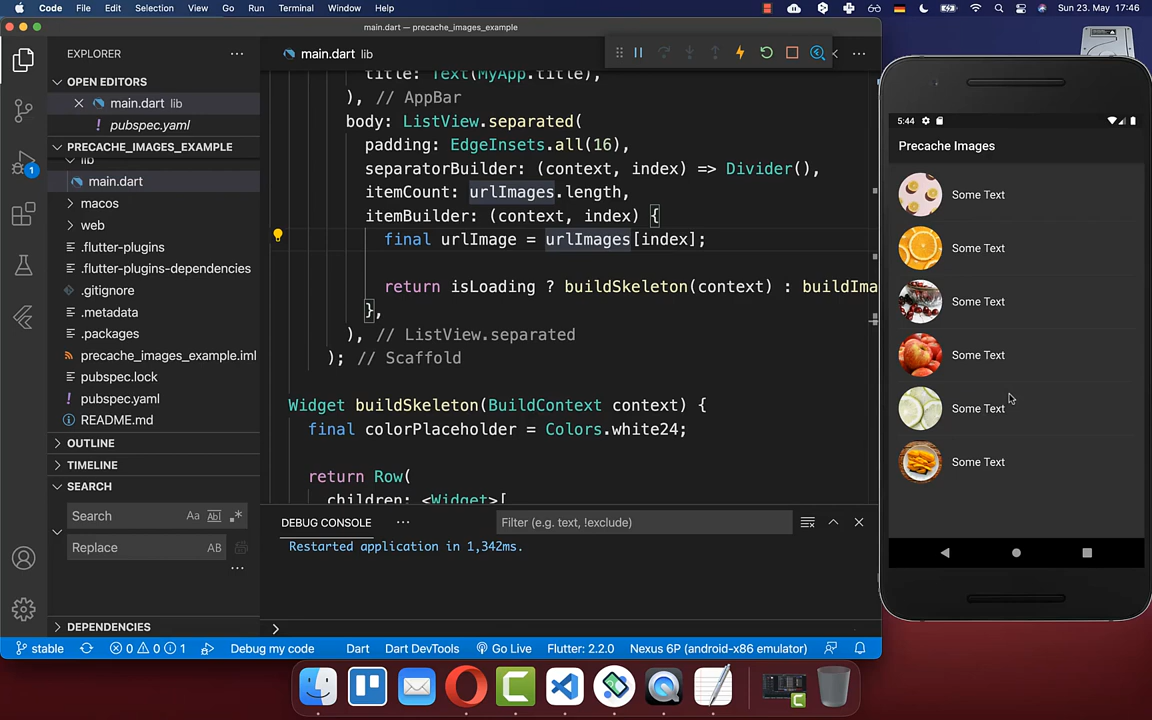 Code File Edit Selection View Go Run Terminal Window Help
Sun 23. May 17:46
main.dart — precache_images_example
EXPLORER
OPEN EDITORS
main.dart lib
! pubspec.yaml
PRECACHE_IMAGES_EXAMPLE
lib
main.dart
macos
web
.flutter-plugins
.flutter-plugins-dependencies
.gitignore
.metadata
.packages
precache_images_example.iml
pubspec.lock
! pubspec.yaml
README.md
OUTLINE
TIMELINE
SEARCH
Search Aa Abl
Replace AB
DEPENDENCIES
1
main.dart lib
title: Text(MyApp.title),
), // AppBar
body: ListView.separated(
padding: EdgeInsets.all(16),
separatorBuilder: (context, index) => Divider(),
itemCount: urlImages.length,
itemBuilder: (context, index) {
final urlImage = urlImages[index];
return isLoading ? buildSkeleton(context) : buildIma
},
), // ListView.separated
); // Scaffold
Widget buildSkeleton(BuildContext context) {
final colorPlaceholder = Colors.white24;
return Row(
children: <Widget>[
DEBUG CONSOLE
Filter (e.g. text, !exclude)
Restarted application in 1,342ms.
stable 0 0 1 Debug my code Dart Dart DevTools Go Live Flutter: 2.2.0 Nexus 6P (android-x86 emulator)
5:44
Precache Images
Some Text
Some Text
Some Text
Some Text
Some Text
Some Text